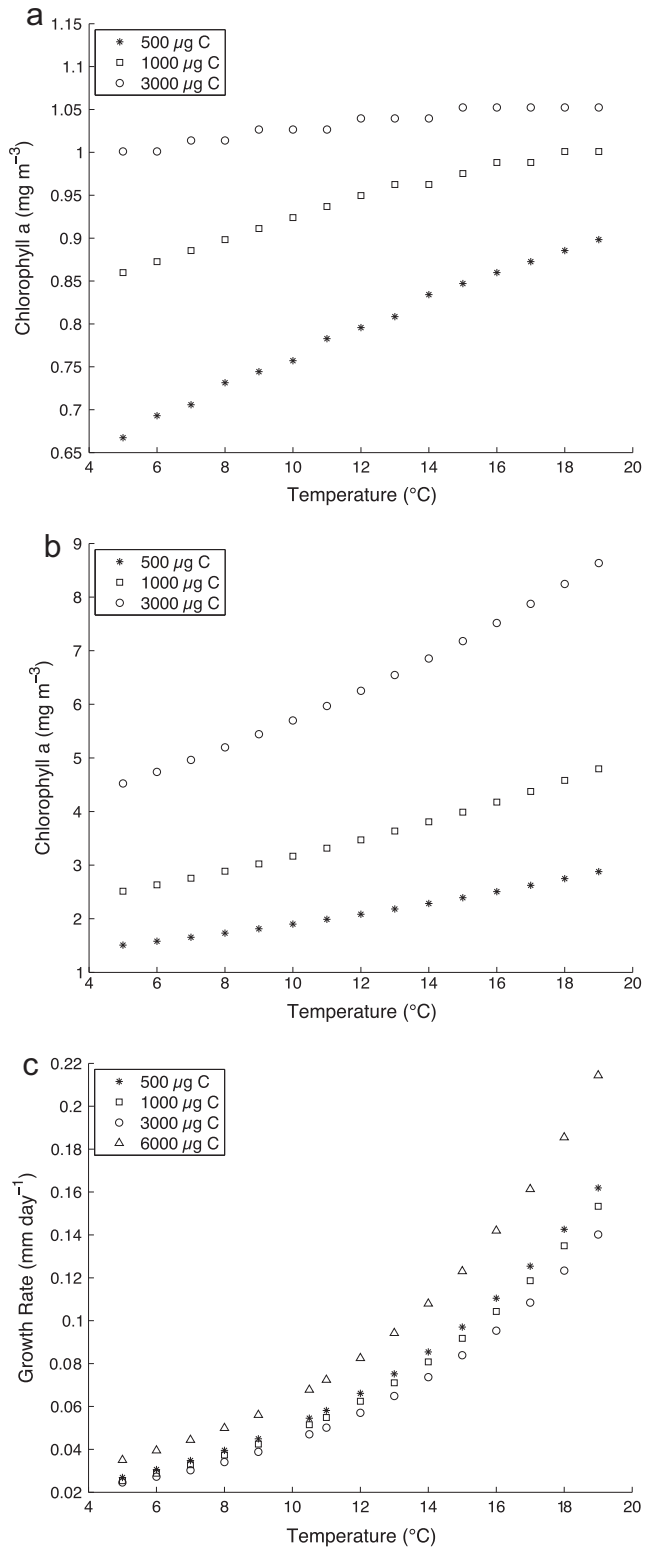 a
1.15
1.1
1.05
1
0.95
0.9
0.85
0.8
0.75
0.7
0.65
Chlorophyll a (mg m−3)
500 µg C
1000 µg C
3000 µg C
4 6 8 10 12 14 16 18 20
Temperature (°C)
b
9
8
7
6
5
4
3
2
1
Chlorophyll a (mg m−3)
500 µg C
1000 µg C
3000 µg C
4 6 8 10 12 14 16 18 20
Temperature (°C)
c
0.22
0.2
0.18
0.16
0.14
0.12
0.1
0.08
0.06
0.04
0.02
Growth Rate (mm day−1)
500 µg C
1000 µg C
3000 µg C
6000 µg C
4 6 8 10 12 14 16 18 20
Temperature (°C)